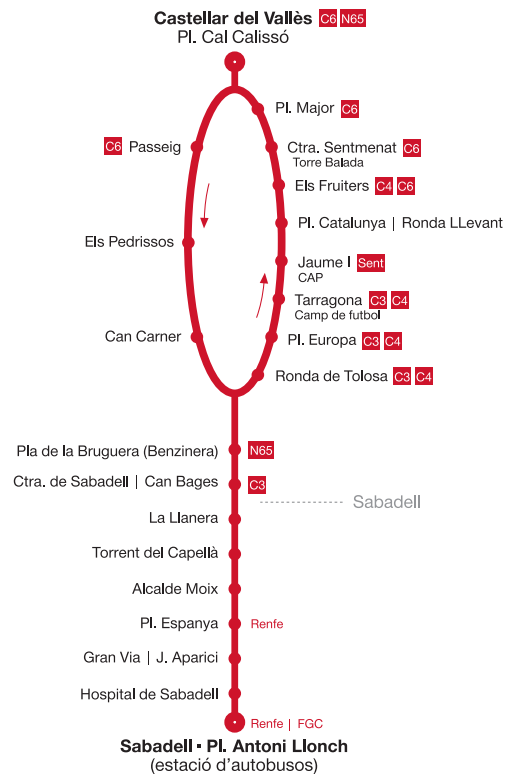 Castellar del Vallès C6 N65
Pl. Cal Calissó
Pl. Major C6
C6 Passeig
Ctra. Sentmenat C6
Torre Balada
Els Fruiters C4 C6
Pl. Catalunya | Ronda LLevant
Els Pedrissos
Jaume I Sent
CAP
Tarragona C3 C4
Camp de futbol
Can Carner
Pl. Europa C3 C4
Ronda de Tolosa C3 C4
Pla de la Bruguera (Benzinera) N65
Ctra. de Sabadell | Can Bages C3
Sabadell
La Llanera
Torrent del Capellà
Alcalde Moix
Pl. Espanya Renfe
Gran Via | J. Aparici
Hospital de Sabadell
Renfe | FGC
Sabadell · Pl. Antoni Llonch
(estació d'autobusos)